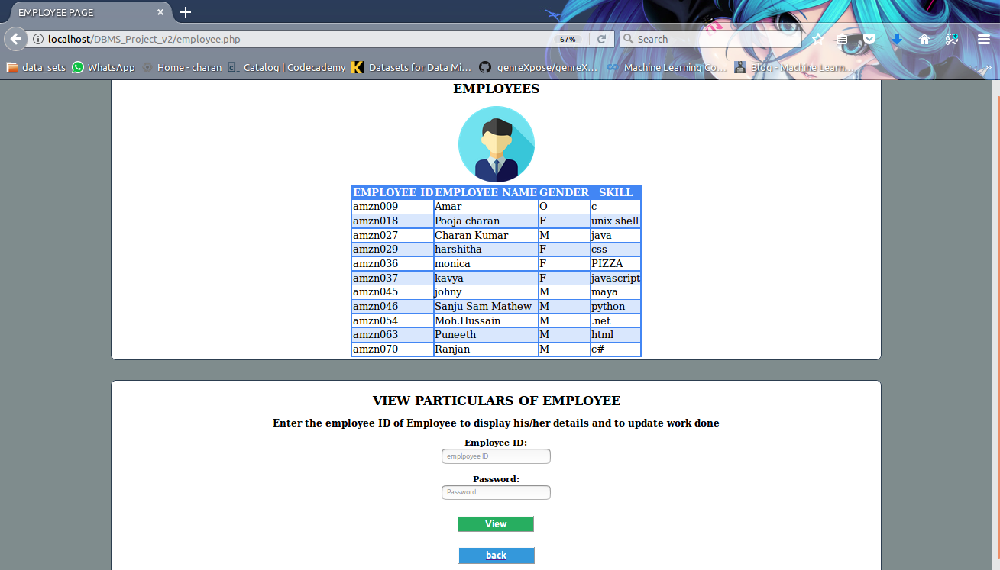 EMPLOYEE PAGE
localhost/DBMS_Project_v2/employee.php 67% Search
data_sets WhatsApp Home - charan Catalog | Codecademy Datasets for Data Mi... genreXpose/genreX... Machine Learning Co... Blog - Machine Learn...
EMPLOYEES
EMPLOYEE ID EMPLOYEE NAME GENDER SKILL
amzn009 Amar O c
amzn018 Pooja charan F unix shell
amzn027 Charan Kumar M java
amzn029 harshitha F css
amzn036 monica F PIZZA
amzn037 kavya F javascript
amzn045 johny M maya
amzn046 Sanju Sam Mathew M python
amzn054 Moh.Hussain M .net
amzn063 Puneeth M html
amzn070 Ranjan M c#
VIEW PARTICULARS OF EMPLOYEE
Enter the employee ID of Employee to display his/her details and to update work done
Employee ID:
emplpoyee ID
Password:
Password
View
back